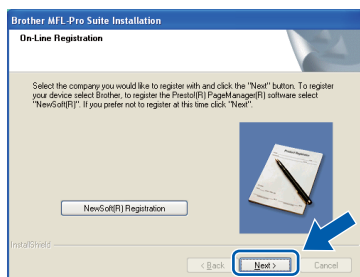 Brother MFL-Pro Suite Installation
On-Line Registration
Select the company you would like to register with and click the "Next" button. To register
your device select Brother, to register the Presto!(R) PageManager(R) software select
"NewSoft(R)". If you prefer not to register at this time click "Next".
NewSoft(R) Registration
InstallShield
< Back
Next >
Cancel